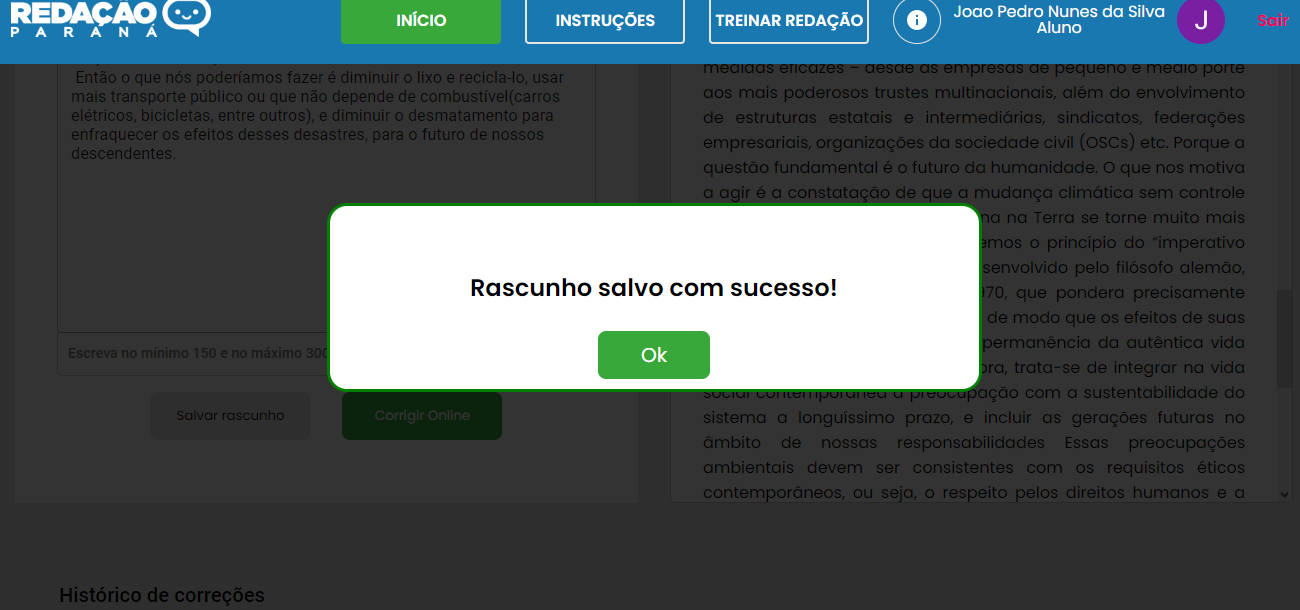 REDAÇÃO
PARANÁ
INÍCIO
INSTRUÇÕES
TREINAR REDAÇÃO
Joao Pedro Nunes da Silva
Aluno
J
Sair
Então o que nós poderíamos fazer é diminuir o lixo e recicla-lo, usar
mais transporte público ou que não depende de combustível(carros
elétricos, bicicletas, entre outros), e diminuir o desmatamento para
enfraquecer os efeitos desses desastres, para o futuro de nossos
descendentes.
Escreva no mínimo 150 e no máximo 300
Salvar rascunho
Corrigir Online
medidas eficazes – desde as empresas de pequeno e médio porte
aos mais poderosos trustes multinacionais, além do envolvimento
de estruturas estatais e intermediárias, sindicatos, federações
empresariais, organizações da sociedade civil (OSCs) etc. Porque a
questão fundamental é o futuro da humanidade. O que nos motiva
a agir é a constatação de que a mudança climática sem controle
na na Terra se torne muito mais
emos o princípio do “imperativo
senvolvido pelo filósofo alemão,
970, que pondera precisamente
de modo que os efeitos de suas
permanência da autêntica vida
ora, trata-se de integrar na vida
social contemporânea a preocupação com a sustentabilidade do
sistema a longuíssimo prazo, e incluir as gerações futuras no
âmbito de nossas responsabilidades Essas preocupações
ambientais devem ser consistentes com os requisitos éticos
contemporâneos, ou seja, o respeito pelos direitos humanos e a
Rascunho salvo com sucesso!
Ok
Histórico de correções